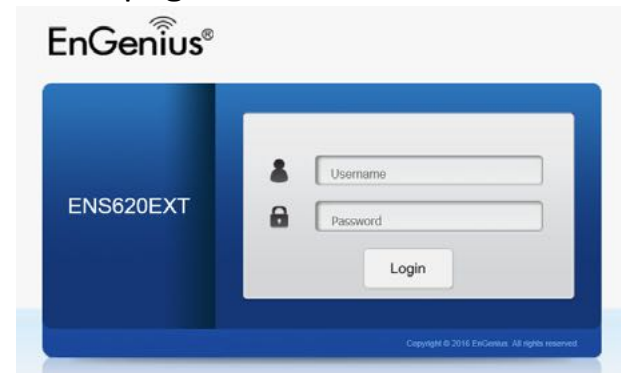 EnGenius®
ENS620EXT
Username
Password
Login
Copyright © 2016 EnGenius. All rights reserved